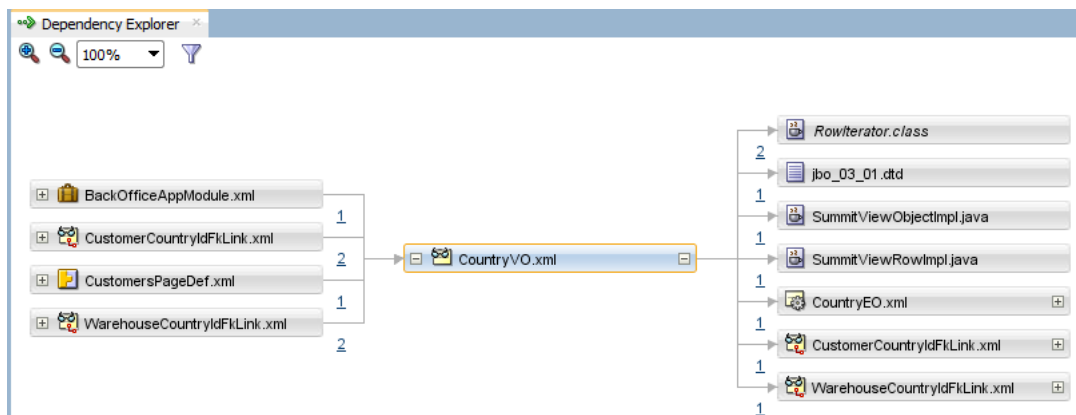 Dependency Explorer
100%
RowIterator.class
2
jbo_03_01.dtd
BackOfficeAppModule.xml
1
1
SummitViewObjectImpl.java
CustomerCountryIdFkLink.xml
1
2
CountryVO.xml
SummitViewRowImpl.java
CustomersPageDef.xml
1
1
CountryEO.xml
WarehouseCountryIdFkLink.xml
1
2
CustomerCountryIdFkLink.xml
1
WarehouseCountryIdFkLink.xml
1